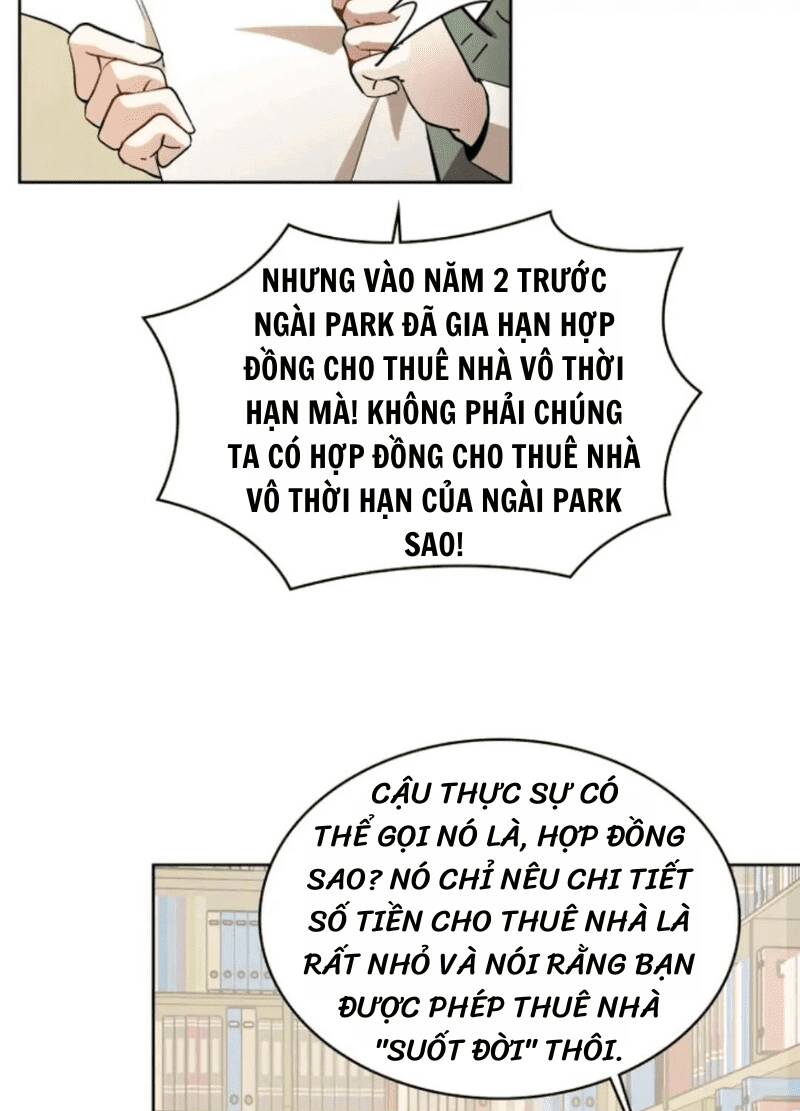 NHƯNG VÀO NĂM 2 TRƯỚC
NGÀI PARK ĐÃ GIA HẠN HỢP
ĐỒNG CHO THUÊ NHÀ VÔ THỜI
HẠN MÀ! KHÔNG PHẢI CHÚNG
TA CÓ HỢP ĐỒNG CHO THUÊ NHÀ
VÔ THỜI HẠN CỦA NGÀI PARK
SAO!
CẬU THỰC SỰ CÓ
THỂ GỌI NÓ LÀ, HỢP ĐỒNG
SAO? NÓ CHỈ NÊU CHI TIẾT
SỐ TIỀN CHO THUÊ NHÀ LÀ
RẤT NHỎ VÀ NÓI RẰNG BẠN
ĐƯỢC PHÉP THUÊ NHÀ
"SUỐT ĐỜI" THÔI.